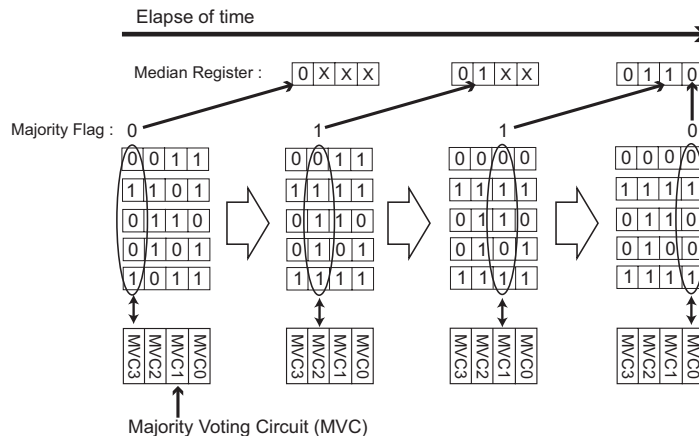 Elapse of time
Median Register : 0 X X X 0 1 X X 0 1 1 0
Majority Flag : 0 1 1 0
0 0 1 1 0 0 1 1 0 0 0 0 0 0 0 0
1 1 0 1 1 1 1 1 1 1 1 1 1 1 1 1
0 1 1 0 0 1 1 0 0 1 1 0 0 1 1 0
0 1 0 1 0 1 0 1 0 1 0 1 0 1 0 0
1 0 1 1 1 1 1 1 1 1 1 1 1 1 1 1
MVC3 MVC2 MVC1 MVC0 MVC3 MVC2 MVC1 MVC0 MVC3 MVC2 MVC1 MVC0 MVC3 MVC2 MVC1 MVC0
Majority Voting Circuit (MVC)